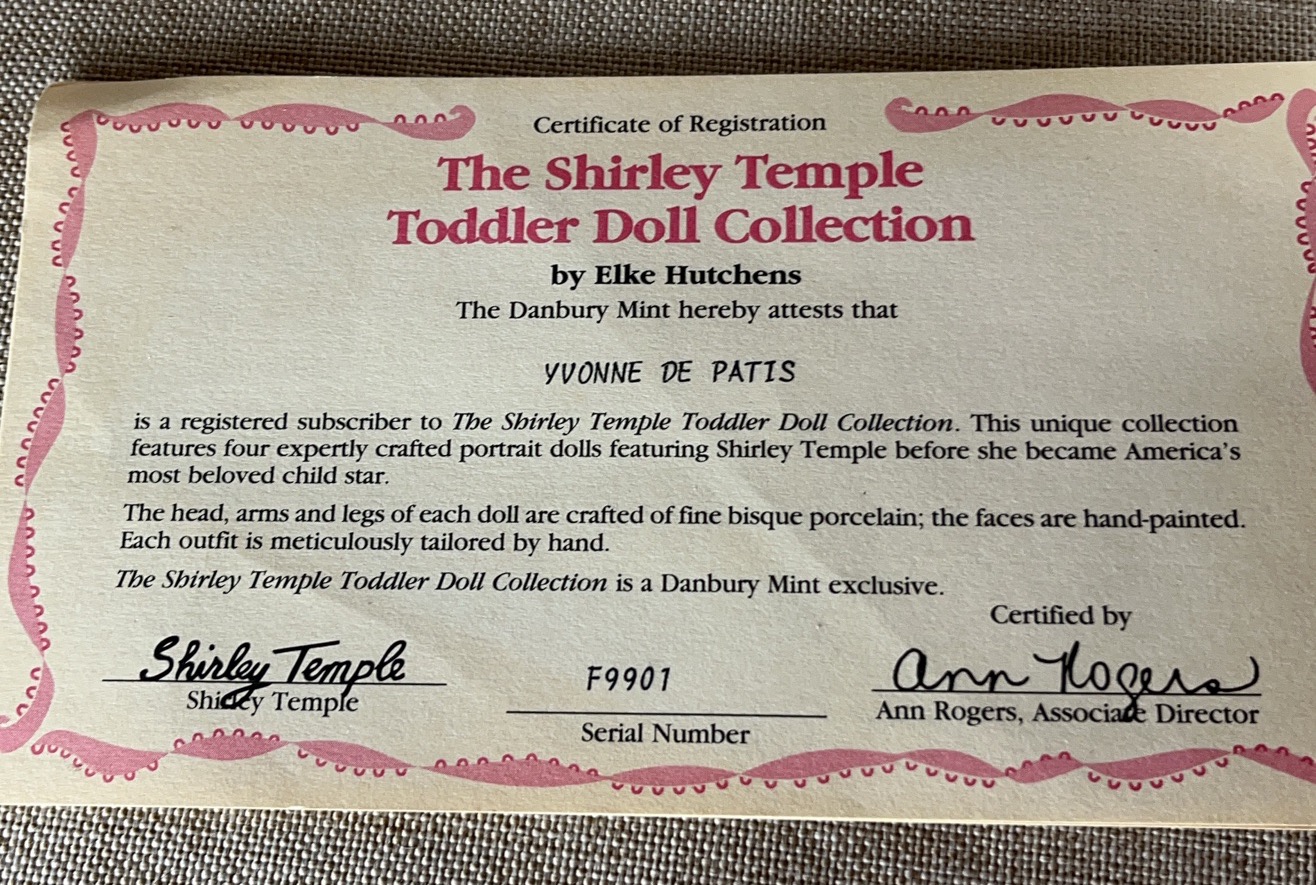 Certificate of Registration
The Shirley Temple
Toddler Doll Collection
by Elke Hutchens
The Danbury Mint hereby attests that
YVONNE DE PATIS
is a registered subscriber to The Shirley Temple Toddler Doll Collection. This unique collection
features four expertly crafted portrait dolls featuring Shirley Temple before she became America's
most beloved child star.
The head, arms and legs of each doll are crafted of fine bisque porcelain; the faces are hand-painted.
Each outfit is meticulously tailored by hand.
The Shirley Temple Toddler Doll Collection is a Danbury Mint exclusive.
Certified by
Shirley Temple
Shirley Temple
F9901
Serial Number
Ann Rogers
Ann Rogers, Associate Director